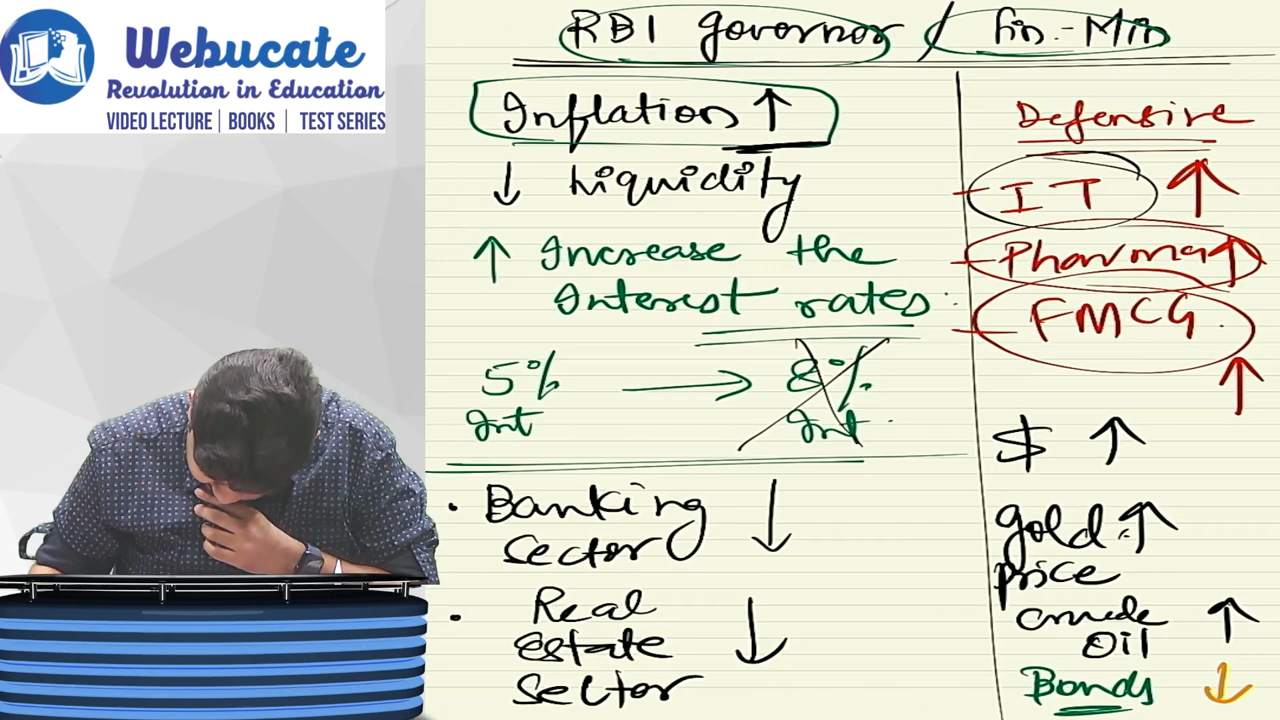 Webucate
Revolution in Education
VIDEO LECTURE | BOOKS | TEST SERIES
RBI governor / Fin.-Min
Inflation ↑
↓ Liquidity
↑ Increase the
Interest rates
5% → 8%
Int Int
• Banking ↓
Sector
• Real ↓
Estate
Sector
Defensive
- IT ↑
- Pharma ↑
- FMCG
↑
$ ↑
Gold ↑
price
crude ↑
Oil
Bonds ↓